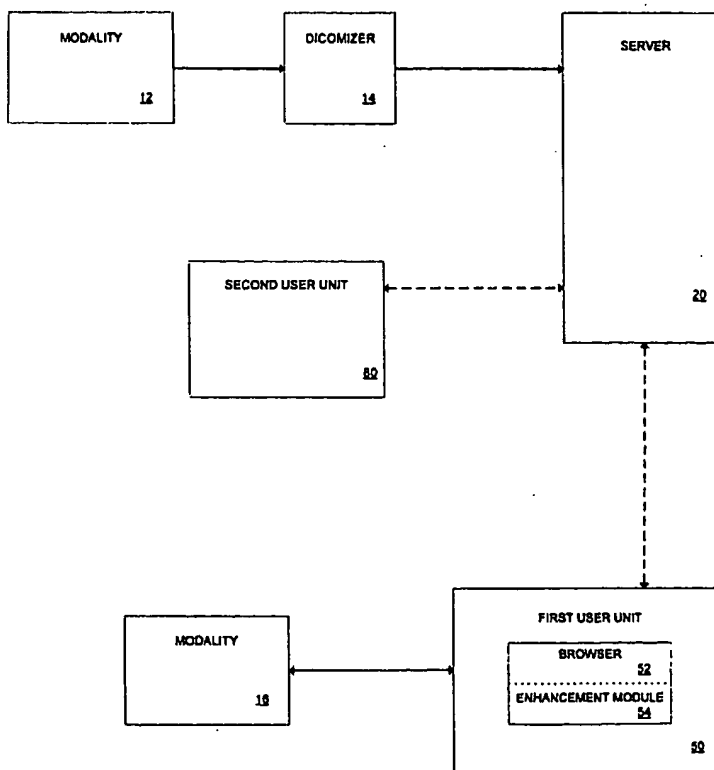 MODALITY
12
DICOMIZER
14
SERVER
20
SECOND USER UNIT
80
MODALITY
16
FIRST USER UNIT
BROWSER
52
ENHANCEMENT MODULE
54
50